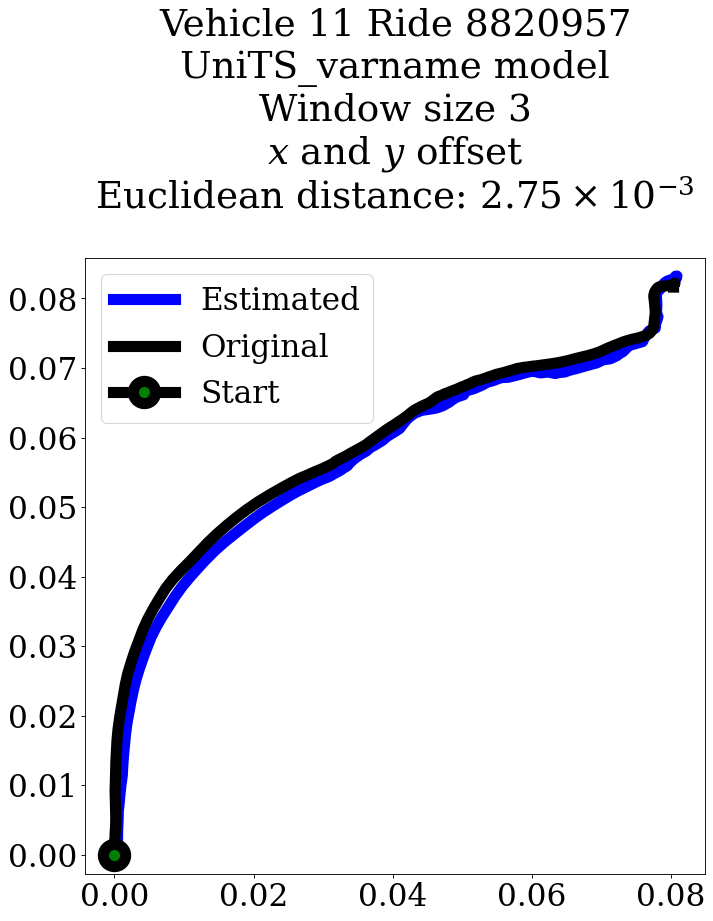 Vehicle 11 Ride 8820957
UniTS_varname model
Window size 3
x and y offset
Euclidean distance: 2.75 × 10⁻³
Estimated
Original
Start
0.08
0.07
0.06
0.05
0.04
0.03
0.02
0.01
0.00
0.00 0.02 0.04 0.06 0.08